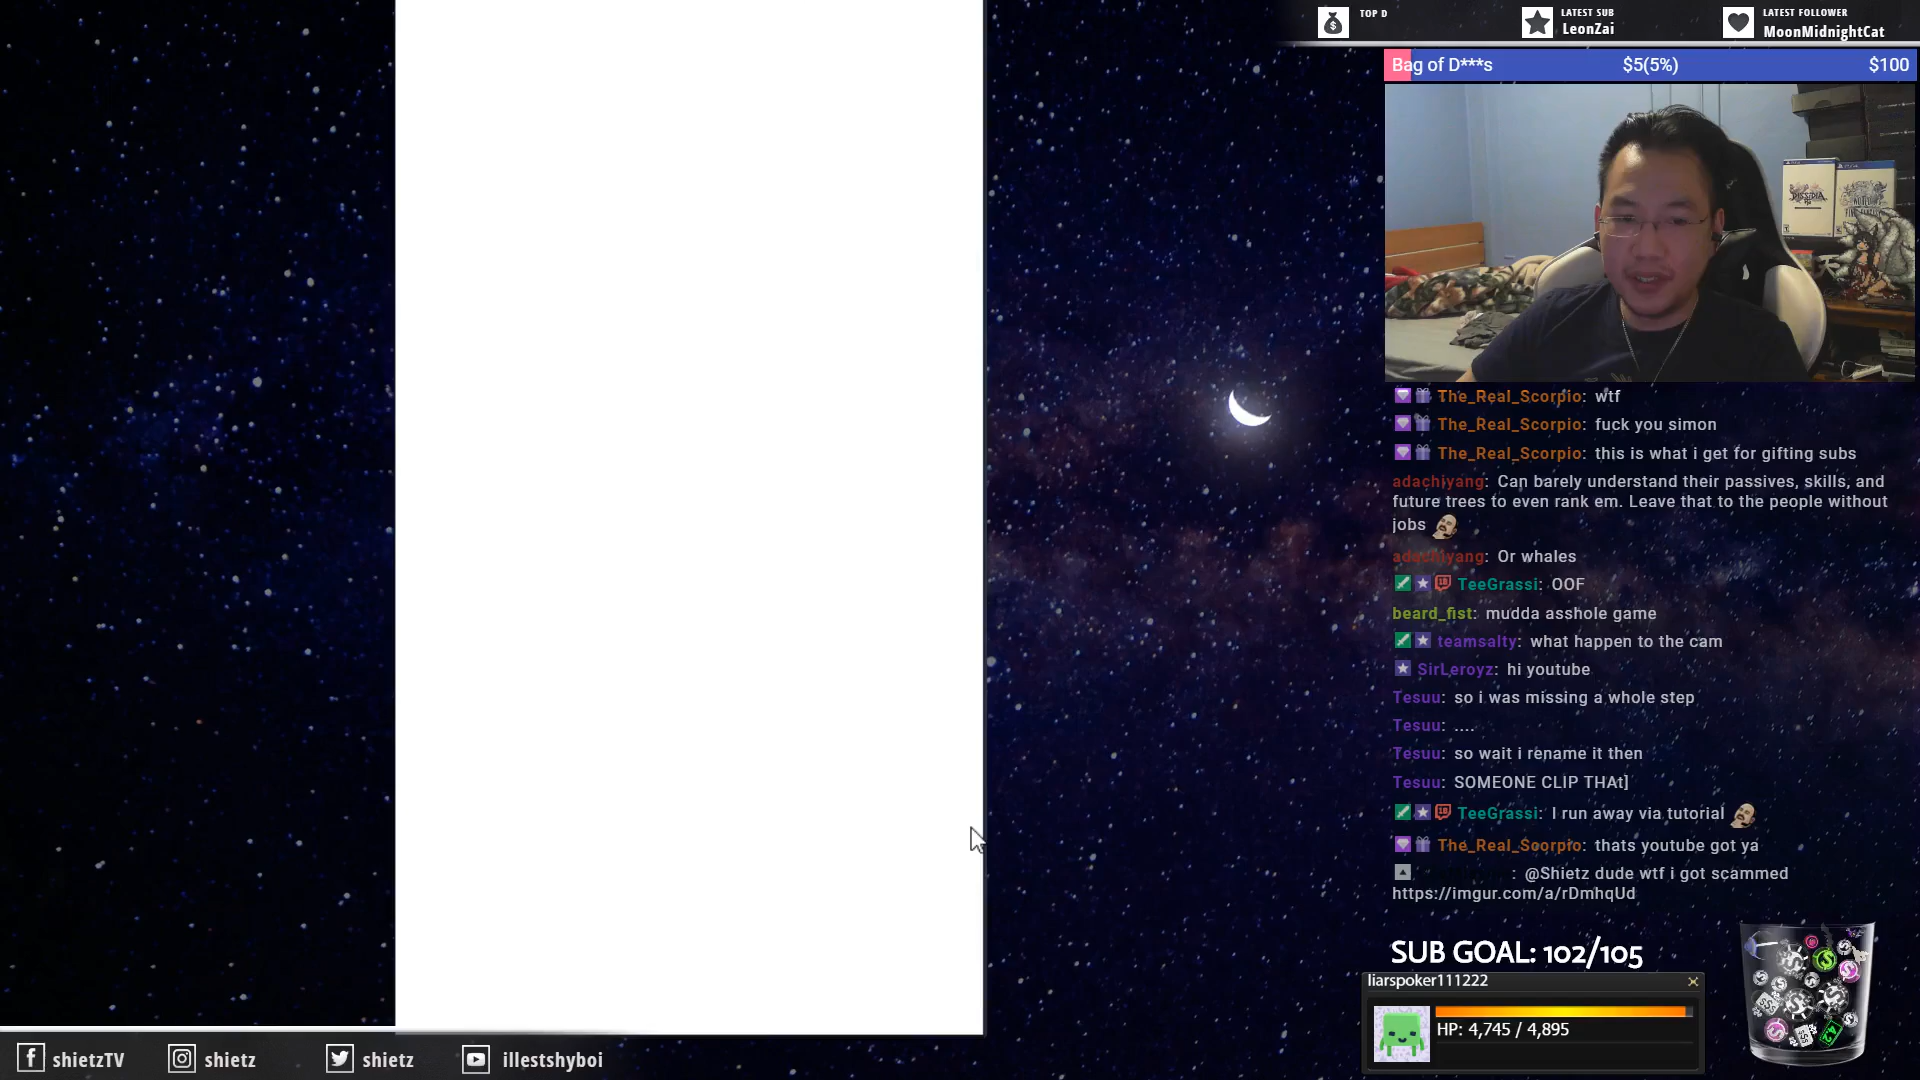 TOP D
LATEST SUB
LeonZai
LATEST FOLLOWER
MoonMidnightCat
Bag of D***s $5(5%) $100
DISSIDIA
The_Real_Scorpio: wtf
The_Real_Scorpio: fuck you simon
The_Real_Scorpio: this is what i get for gifting subs
adachiyang: Can barely understand their passives, skills, and
future trees to even rank em. Leave that to the people without
jobs
adachiyang: Or whales
TeeGrassi: OOF
beard_fist: mudda asshole game
teamsalty: what happen to the cam
SirLeroyz: hi youtube
Tesuu: so i was missing a whole step
Tesuu: ....
Tesuu: so wait i rename it then
Tesuu: SOMEONE CLIP THAt]
TeeGrassi: I run away via tutorial
The_Real_Scorpio: thats youtube got ya
: @Shietz dude wtf i got scammed
https://imgur.com/a/rDmhqUd
SUB GOAL: 102/105
liarspoker111222
HP: 4,745 / 4,895
shietzTV shietz shietz illestshyboi